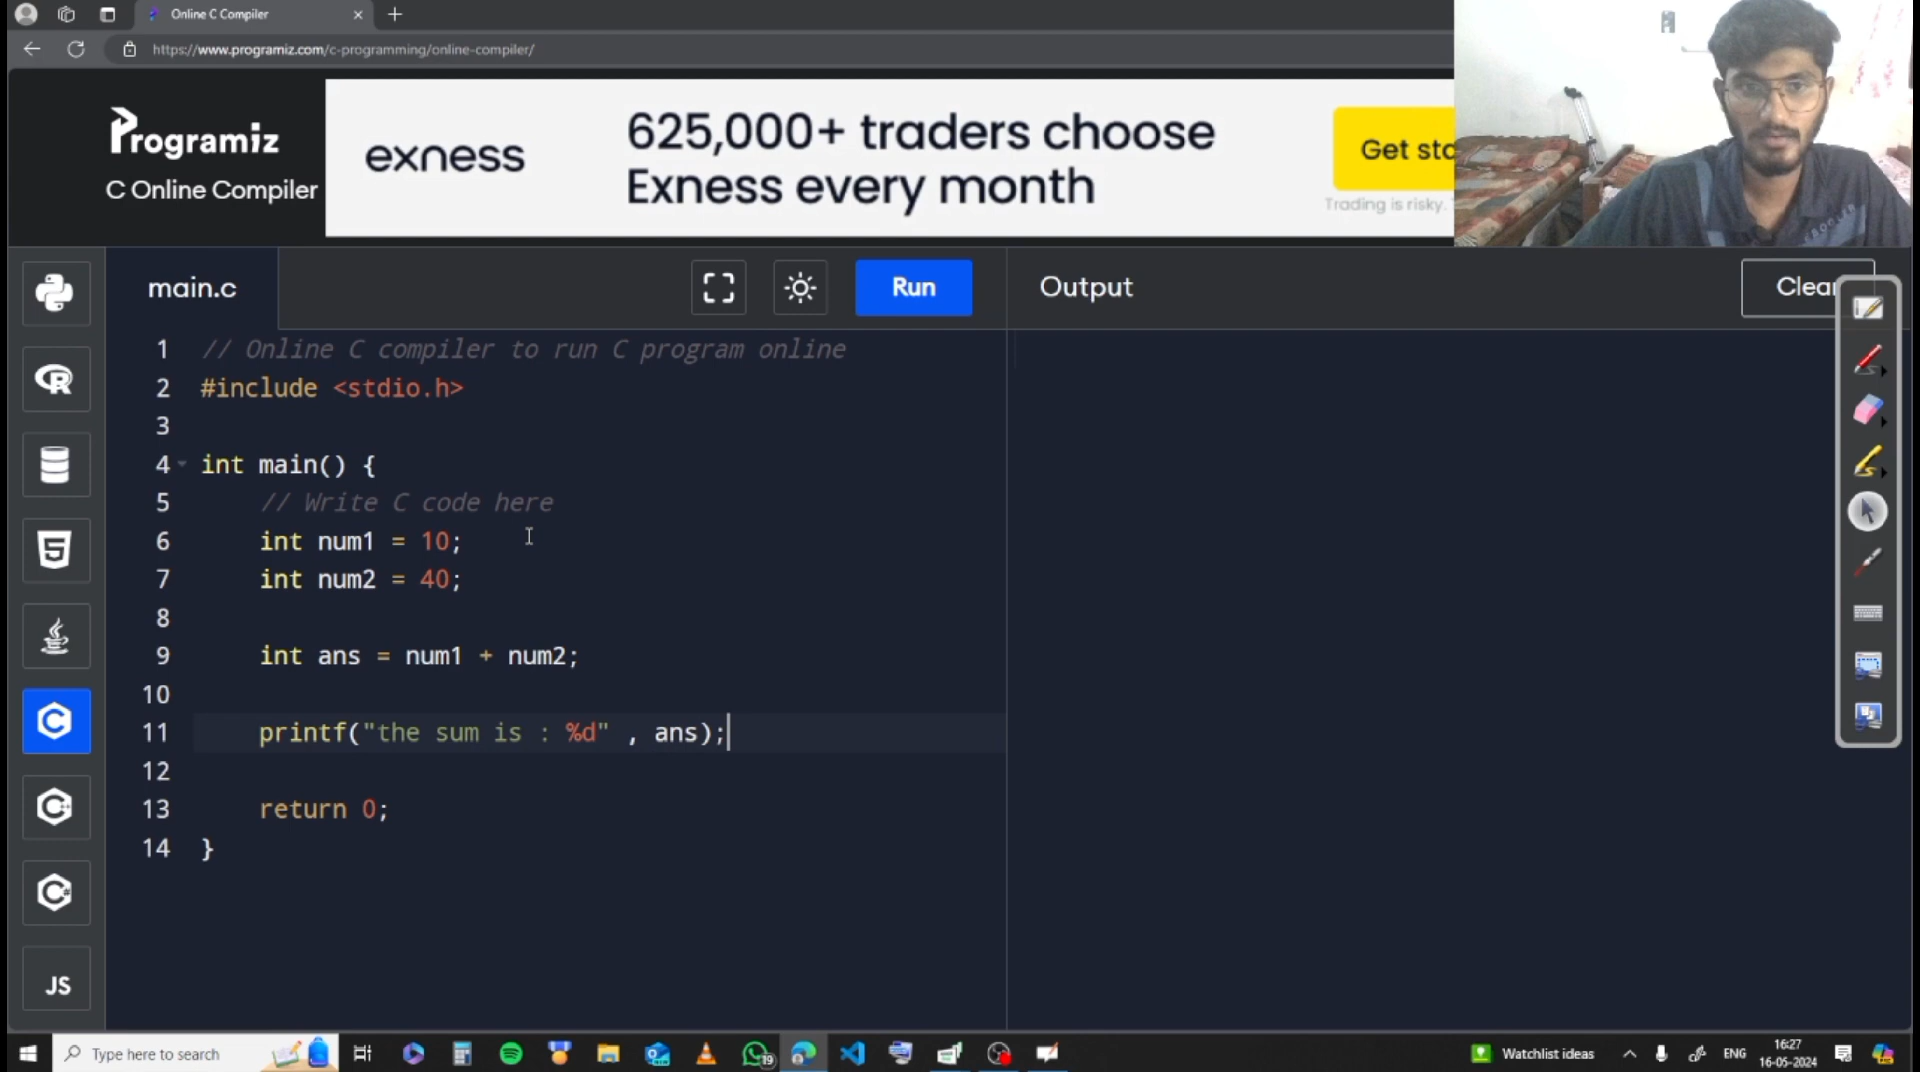 Online C Compiler
https://www.programiz.com/c-programming/online-compiler/
Programiz
C Online Compiler
exness
625,000+ traders choose
Exness every month
Get sta
Trading is risky.
main.c
Run
Output
Clear
1 // Online C compiler to run C program online
2 #include <stdio.h>
3
4 int main() {
5 // Write C code here
6 int num1 = 10;
7 int num2 = 40;
8
9 int ans = num1 + num2;
10
11 printf("the sum is : %d" , ans);
12
13 return 0;
14 }
JS
Type here to search
19
Watchlist ideas
ENG
16:27
16-05-2024